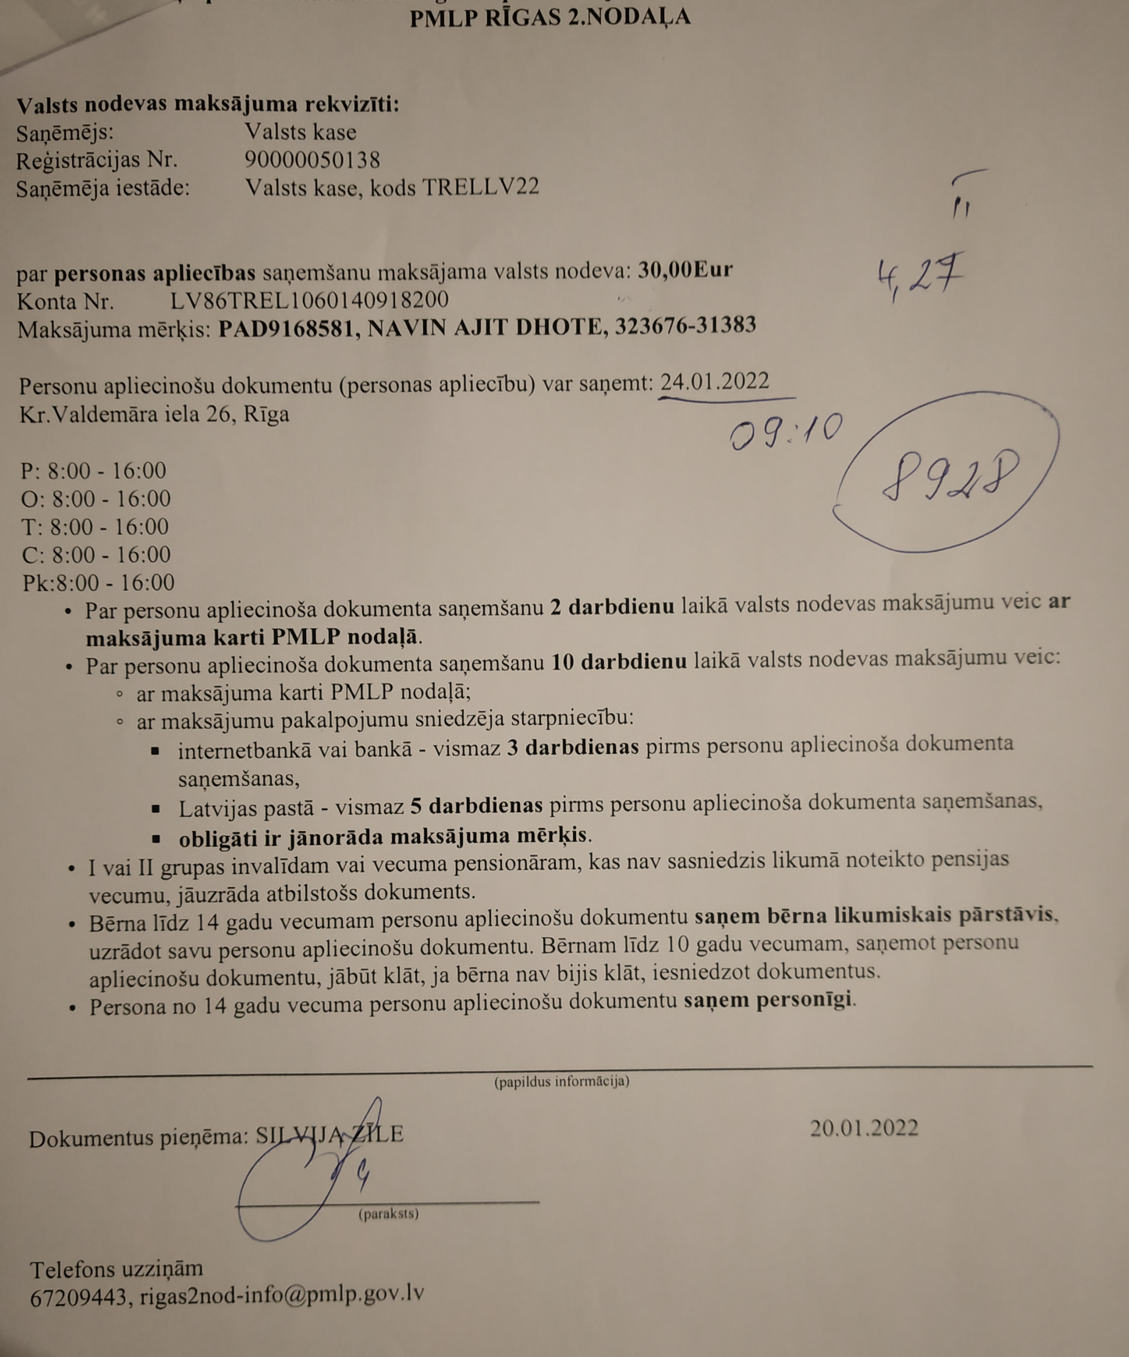 PMLP RĪGAS 2.NODAĻA
Valsts nodevas maksājuma rekvizīti:
Saņēmējs: Valsts kase
Reģistrācijas Nr. 90000050138
Saņēmēja iestāde: Valsts kase, kods TRELLV22
II
par personas apliecības saņemšanu maksājama valsts nodeva: 30,00Eur
4,27
Konta Nr. LV86TREL1060140918200
Maksājuma mērķis: PAD9168581, NAVIN AJIT DHOTE, 323676-31383
Personu apliecinošu dokumentu (personas apliecību) var saņemt: 24.01.2022
Kr.Valdemāra iela 26, Rīga
09:10
8928
P: 8:00 - 16:00
O: 8:00 - 16:00
T: 8:00 - 16:00
C: 8:00 - 16:00
Pk:8:00 - 16:00
• Par personu apliecinoša dokumenta saņemšanu 2 darbdienu laikā valsts nodevas maksājumu veic ar
maksājuma karti PMLP nodaļā.
• Par personu apliecinoša dokumenta saņemšanu 10 darbdienu laikā valsts nodevas maksājumu veic:
◦ ar maksājuma karti PMLP nodaļā;
◦ ar maksājumu pakalpojumu sniedzēja starpniecību:
▪ internetbankā vai bankā - vismaz 3 darbdienas pirms personu apliecinoša dokumenta
saņemšanas,
▪ Latvijas pastā - vismaz 5 darbdienas pirms personu apliecinoša dokumenta saņemšanas,
▪ obligāti ir jānorāda maksājuma mērķis.
• I vai II grupas invalīdam vai vecuma pensionāram, kas nav sasniedzis likumā noteikto pensijas
vecumu, jāuzrāda atbilstošs dokuments.
• Bērna līdz 14 gadu vecumam personu apliecinošu dokumentu saņem bērna likumiskais pārstāvis,
uzrādot savu personu apliecinošu dokumentu. Bērnam līdz 10 gadu vecumam, saņemot personu
apliecinošu dokumentu, jābūt klāt, ja bērna nav bijis klāt, iesniedzot dokumentus.
• Persona no 14 gadu vecuma personu apliecinošu dokumentu saņem personīgi.
(papildus informācija)
Dokumentus pieņēma: SILVIJA ZĪLE 20.01.2022
(paraksts)
Telefons uzziņām
67209443, rigas2nod-info@pmlp.gov.lv